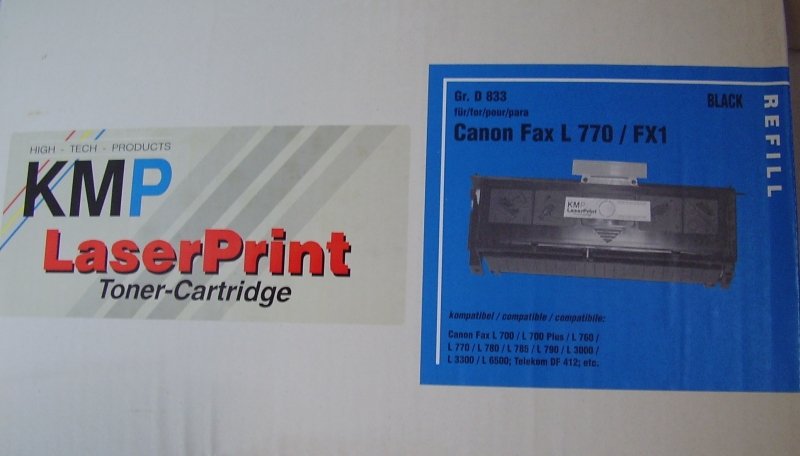 HIGH - TECH - PRODUCTS
KMP
LaserPrint
Toner-Cartridge
Gr. D 833
für/for/pour/para
Canon Fax L 770 / FX1
BLACK
REFILL
KMP
LaserPrint
kompatibel / compatible / compatibile:
Canon Fax L 700 / L 700 Plus / L 760 /
L 770 / L 780 / L 785 / L 790 / L 3000 /
L 3300 / L 6500; Telekom DF 412; etc.